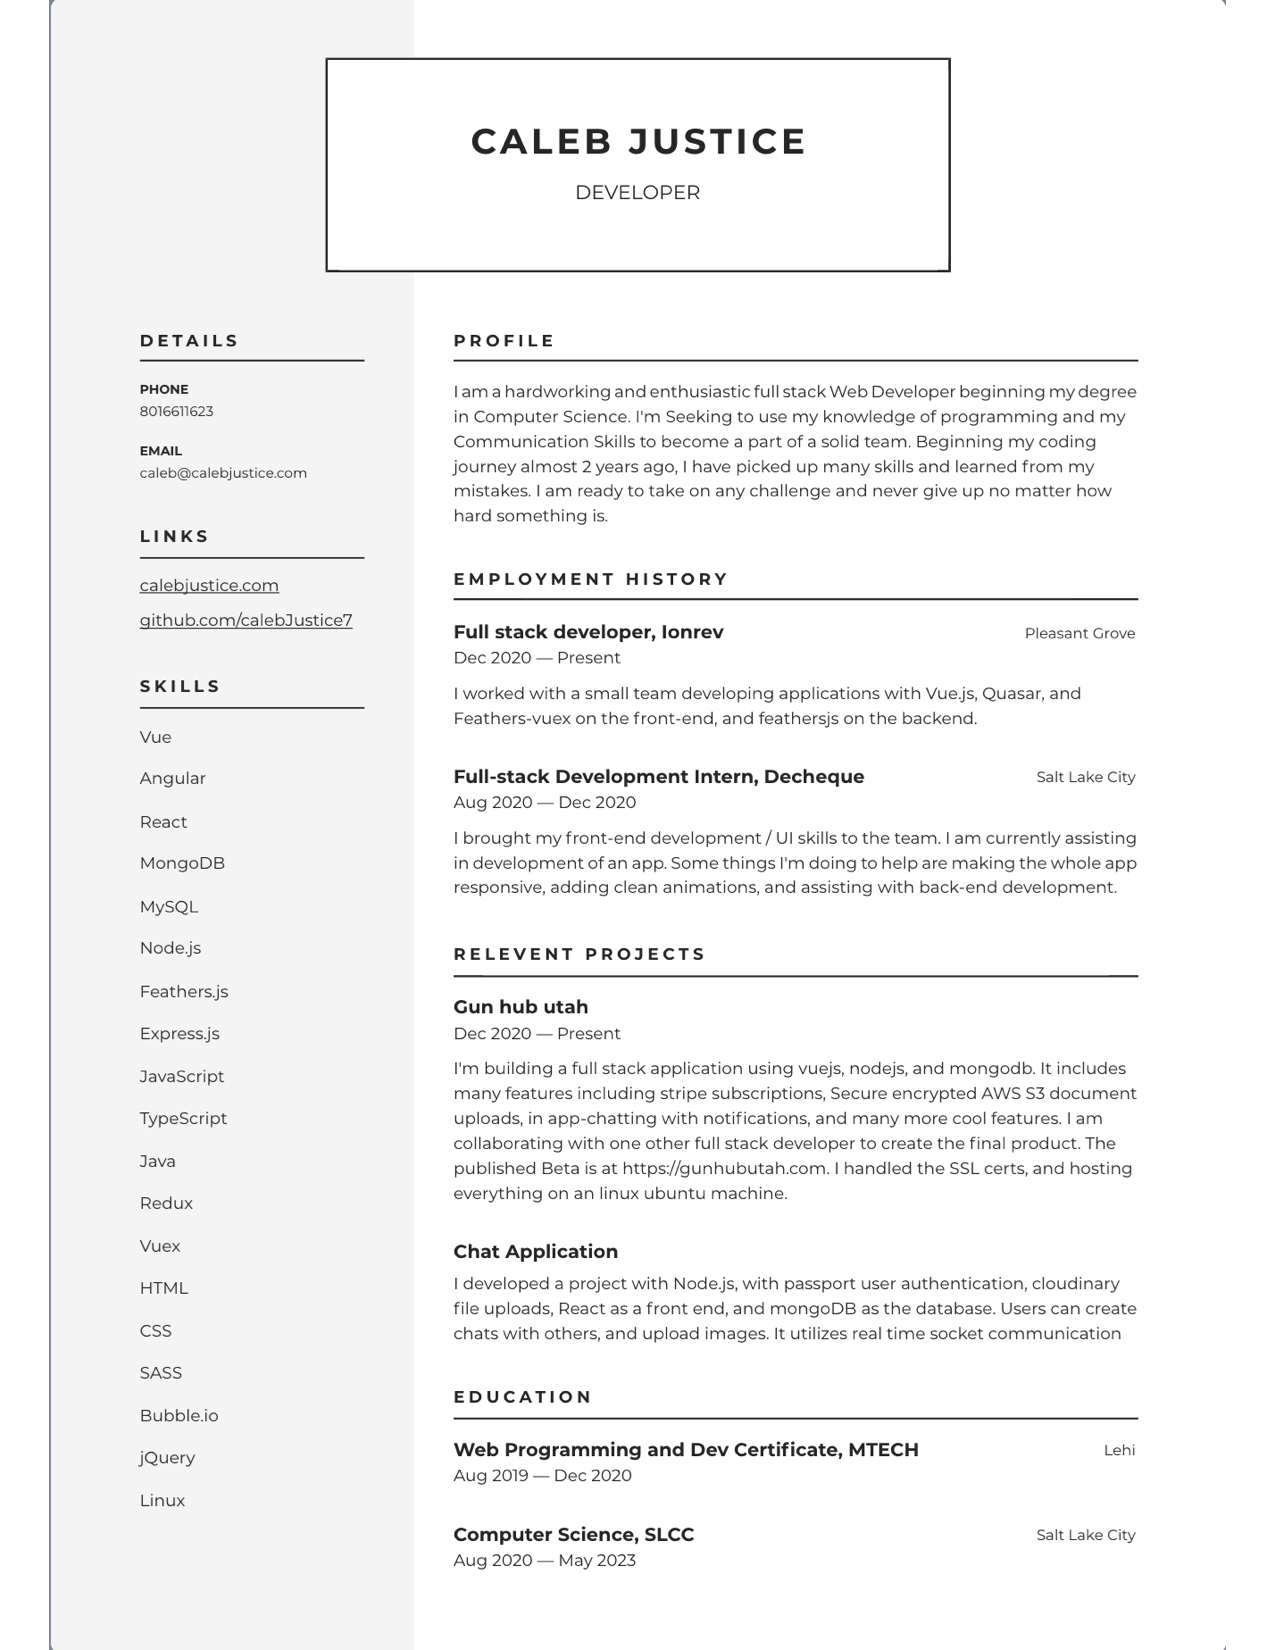 CALEB JUSTICE
DEVELOPER
DETAILS
PHONE
8016611623
EMAIL
caleb@calebjustice.com
LINKS
calebjustice.com
github.com/calebJustice7
SKILLS
Vue
Angular
React
MongoDB
MySQL
Node.js
Feathers.js
Express.js
JavaScript
TypeScript
Java
Redux
Vuex
HTML
CSS
SASS
Bubble.io
jQuery
Linux
PROFILE
I am a hardworking and enthusiastic full stack Web Developer beginning my degree
in Computer Science. I'm Seeking to use my knowledge of programming and my
Communication Skills to become a part of a solid team. Beginning my coding
journey almost 2 years ago, I have picked up many skills and learned from my
mistakes. I am ready to take on any challenge and never give up no matter how
hard something is.
EMPLOYMENT HISTORY
Full stack developer, Ionrev
Pleasant Grove
Dec 2020 — Present
I worked with a small team developing applications with Vue.js, Quasar, and
Feathers-vuex on the front-end, and feathersjs on the backend.
Full-stack Development Intern, Decheque
Salt Lake City
Aug 2020 — Dec 2020
I brought my front-end development / UI skills to the team. I am currently assisting
in development of an app. Some things I'm doing to help are making the whole app
responsive, adding clean animations, and assisting with back-end development.
RELEVENT PROJECTS
Gun hub utah
Dec 2020 — Present
I'm building a full stack application using vuejs, nodejs, and mongodb. It includes
many features including stripe subscriptions, Secure encrypted AWS S3 document
uploads, in app-chatting with notifications, and many more cool features. I am
collaborating with one other full stack developer to create the final product. The
published Beta is at https://gunhubutah.com. I handled the SSL certs, and hosting
everything on an linux ubuntu machine.
Chat Application
I developed a project with Node.js, with passport user authentication, cloudinary
file uploads, React as a front end, and mongoDB as the database. Users can create
chats with others, and upload images. It utilizes real time socket communication
EDUCATION
Web Programming and Dev Certificate, MTECH
Lehi
Aug 2019 — Dec 2020
Computer Science, SLCC
Salt Lake City
Aug 2020 — May 2023